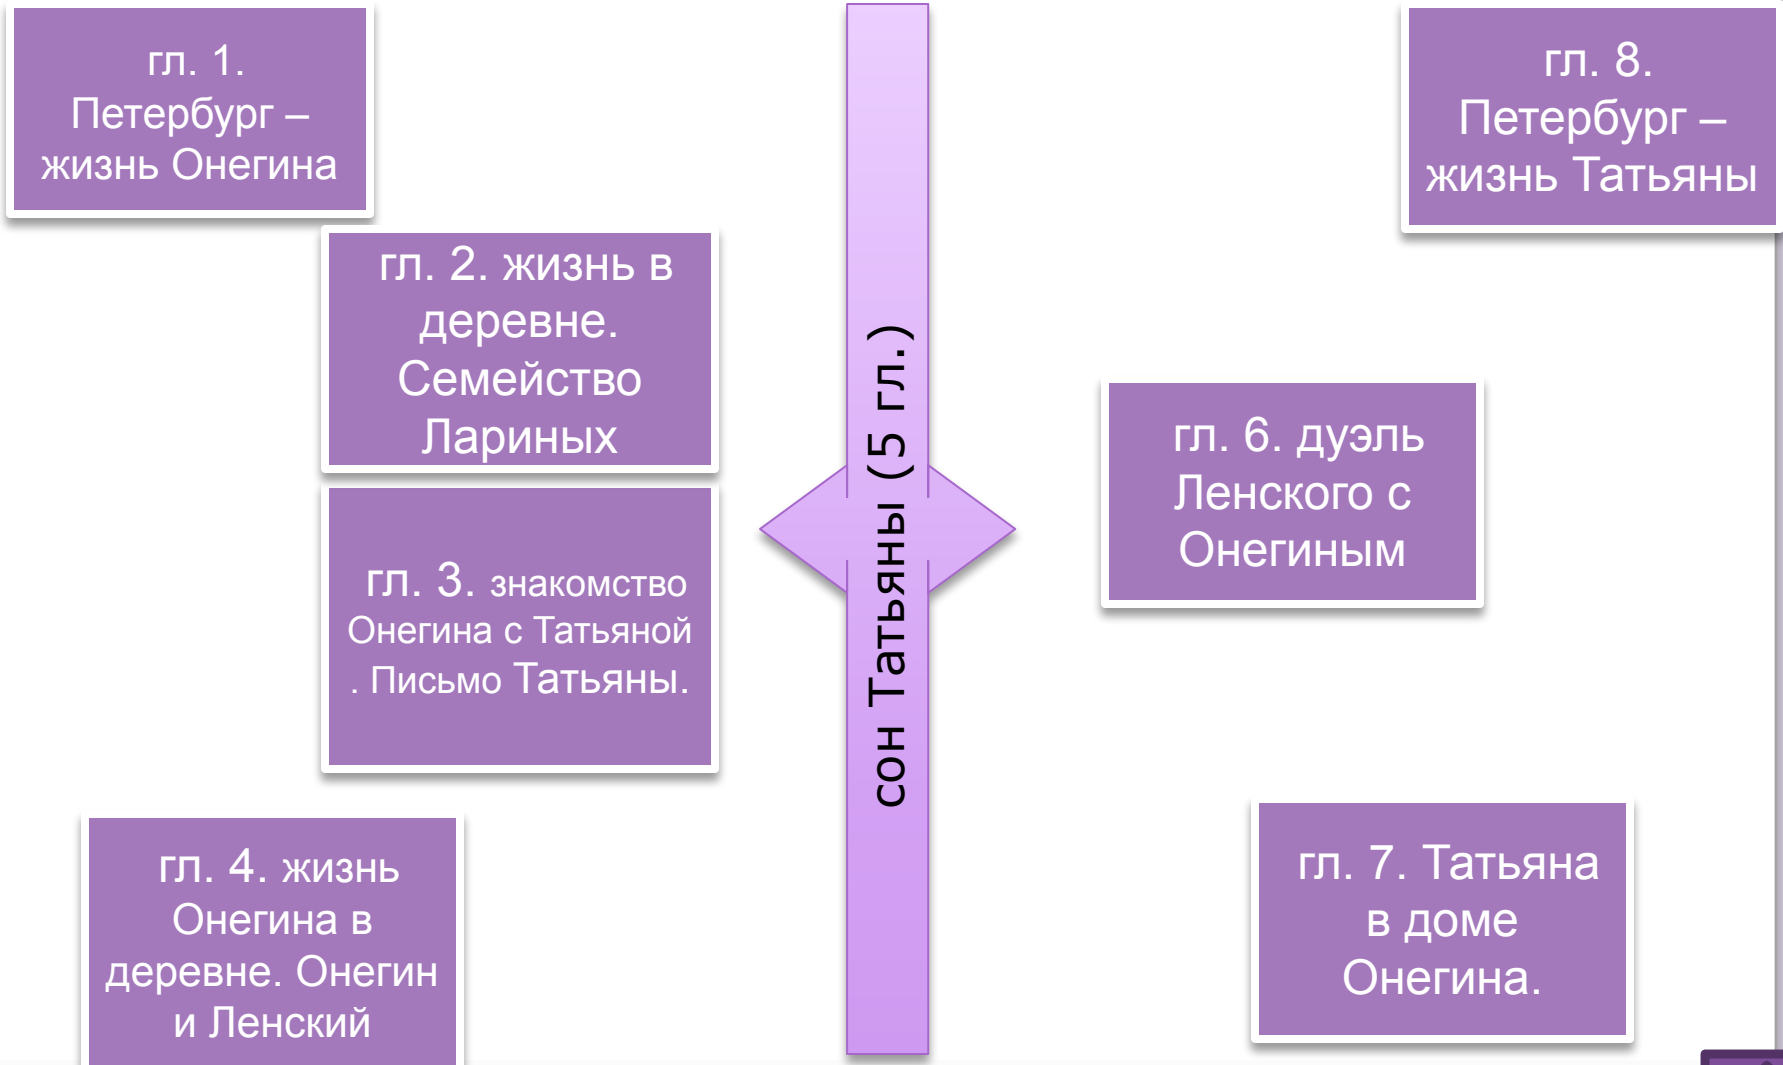 гл. 1.
Петербург –
жизнь Онегина
гл. 2. жизнь в
деревне.
Семейство
Лариных
гл. 3. знакомство
Онегина с Татьяной
. Письмо Татьяны.
гл. 4. жизнь
Онегина в
деревне. Онегин
и Ленский
сон Татьяны (5 гл.)
гл. 8.
Петербург –
жизнь Татьяны
гл. 6. дуэль
Ленского с
Онегиным
гл. 7. Татьяна
в доме
Онегина.